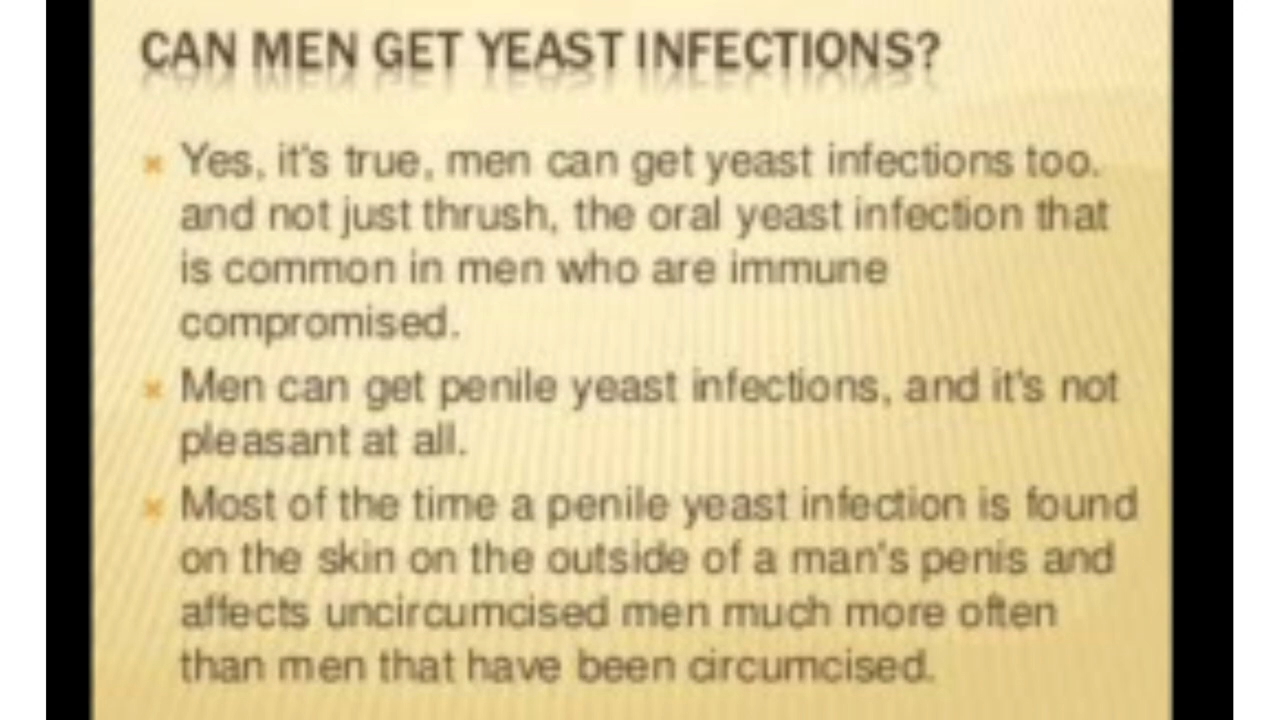 CAN MEN GET YEAST INFECTIONS?
Yes, it's true, men can get yeast infections too.
and not just thrush, the oral yeast infection that
is common in men who are immune
compromised.
Men can get penile yeast infections, and it's not
pleasant at all.
Most of the time a penile yeast infection is found
on the skin on the outside of a man's penis and
affects uncircumcised men much more often
than men that have been circumcised.